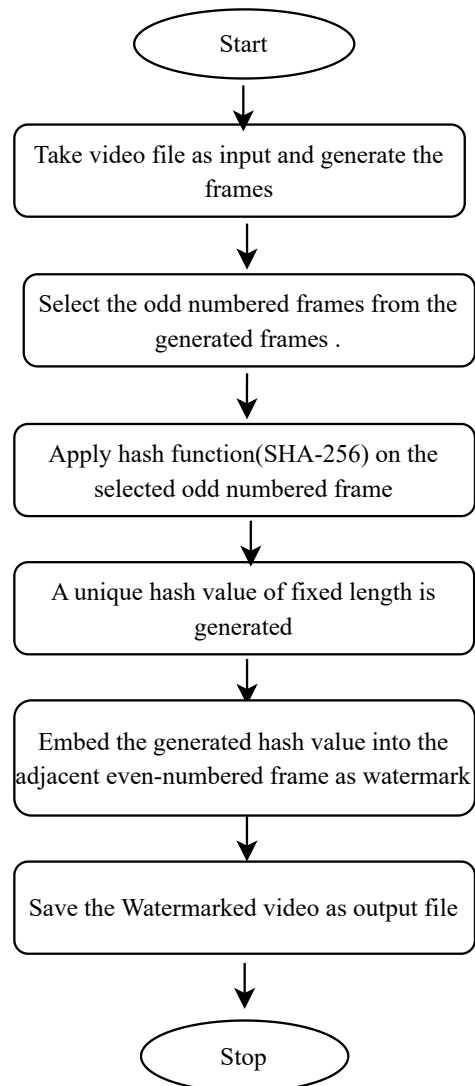 Start
Take video file as input and generate the
frames
Select the odd numbered frames from the
generated frames .
Apply hash function(SHA-256) on the
selected odd numbered frame
A unique hash value of fixed length is
generated
Embed the generated hash value into the
adjacent even-numbered frame as watermark
Save the Watermarked video as output file
Stop